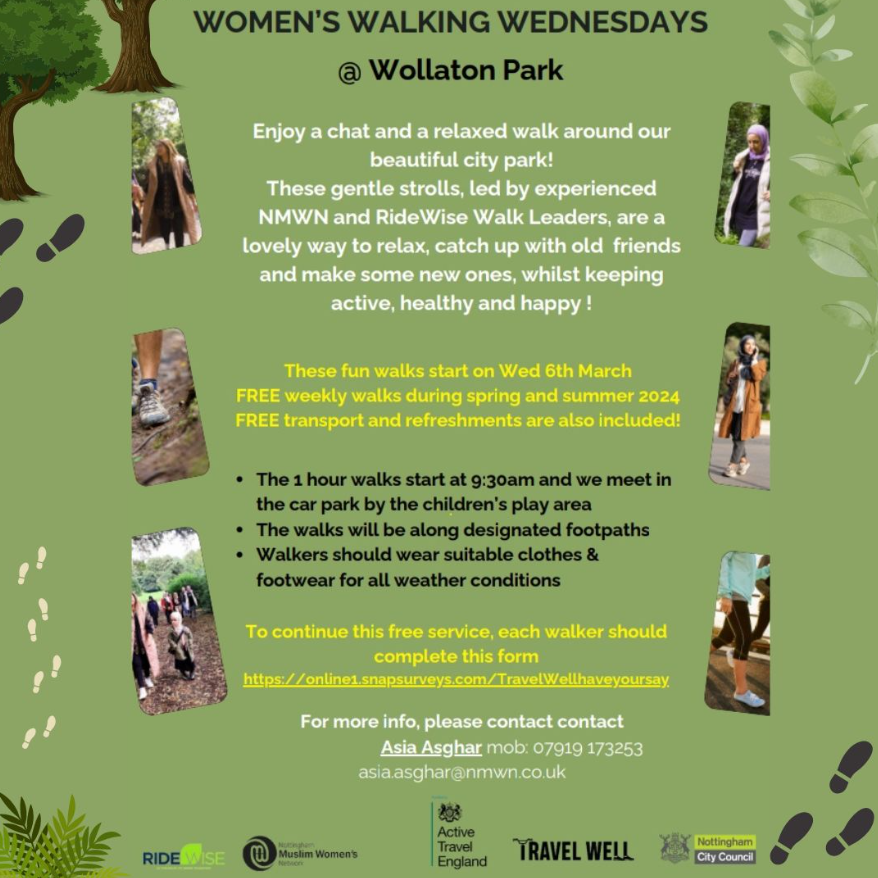 WOMEN'S WALKING WEDNESDAYS
@ Wollaton Park
Enjoy a chat and a relaxed walk around our
beautiful city park!
These gentle strolls, led by experienced
NMWN and RideWise Walk Leaders, are a
lovely way to relax, catch up with old friends
and make some new ones, whilst keeping
active, healthy and happy !
These fun walks start on Wed 6th March
FREE weekly walks during spring and summer 2024
FREE transport and refreshments are also included!
• The 1 hour walks start at 9:30am and we meet in
the car park by the children's play area
• The walks will be along designated footpaths
• Walkers should wear suitable clothes &
footwear for all weather conditions
To continue this free service, each walker should
complete this form
https://online1.snapsurveys.com/TravelWellhaveyoursay
For more info, please contact contact
Asia Asghar mob: 07919 173253
asia.asghar@nmwn.co.uk
RIDEWISE
Nottingham
Muslim Women's
Network
Active
Travel
England
TRAVEL WELL
Nottingham
City Council